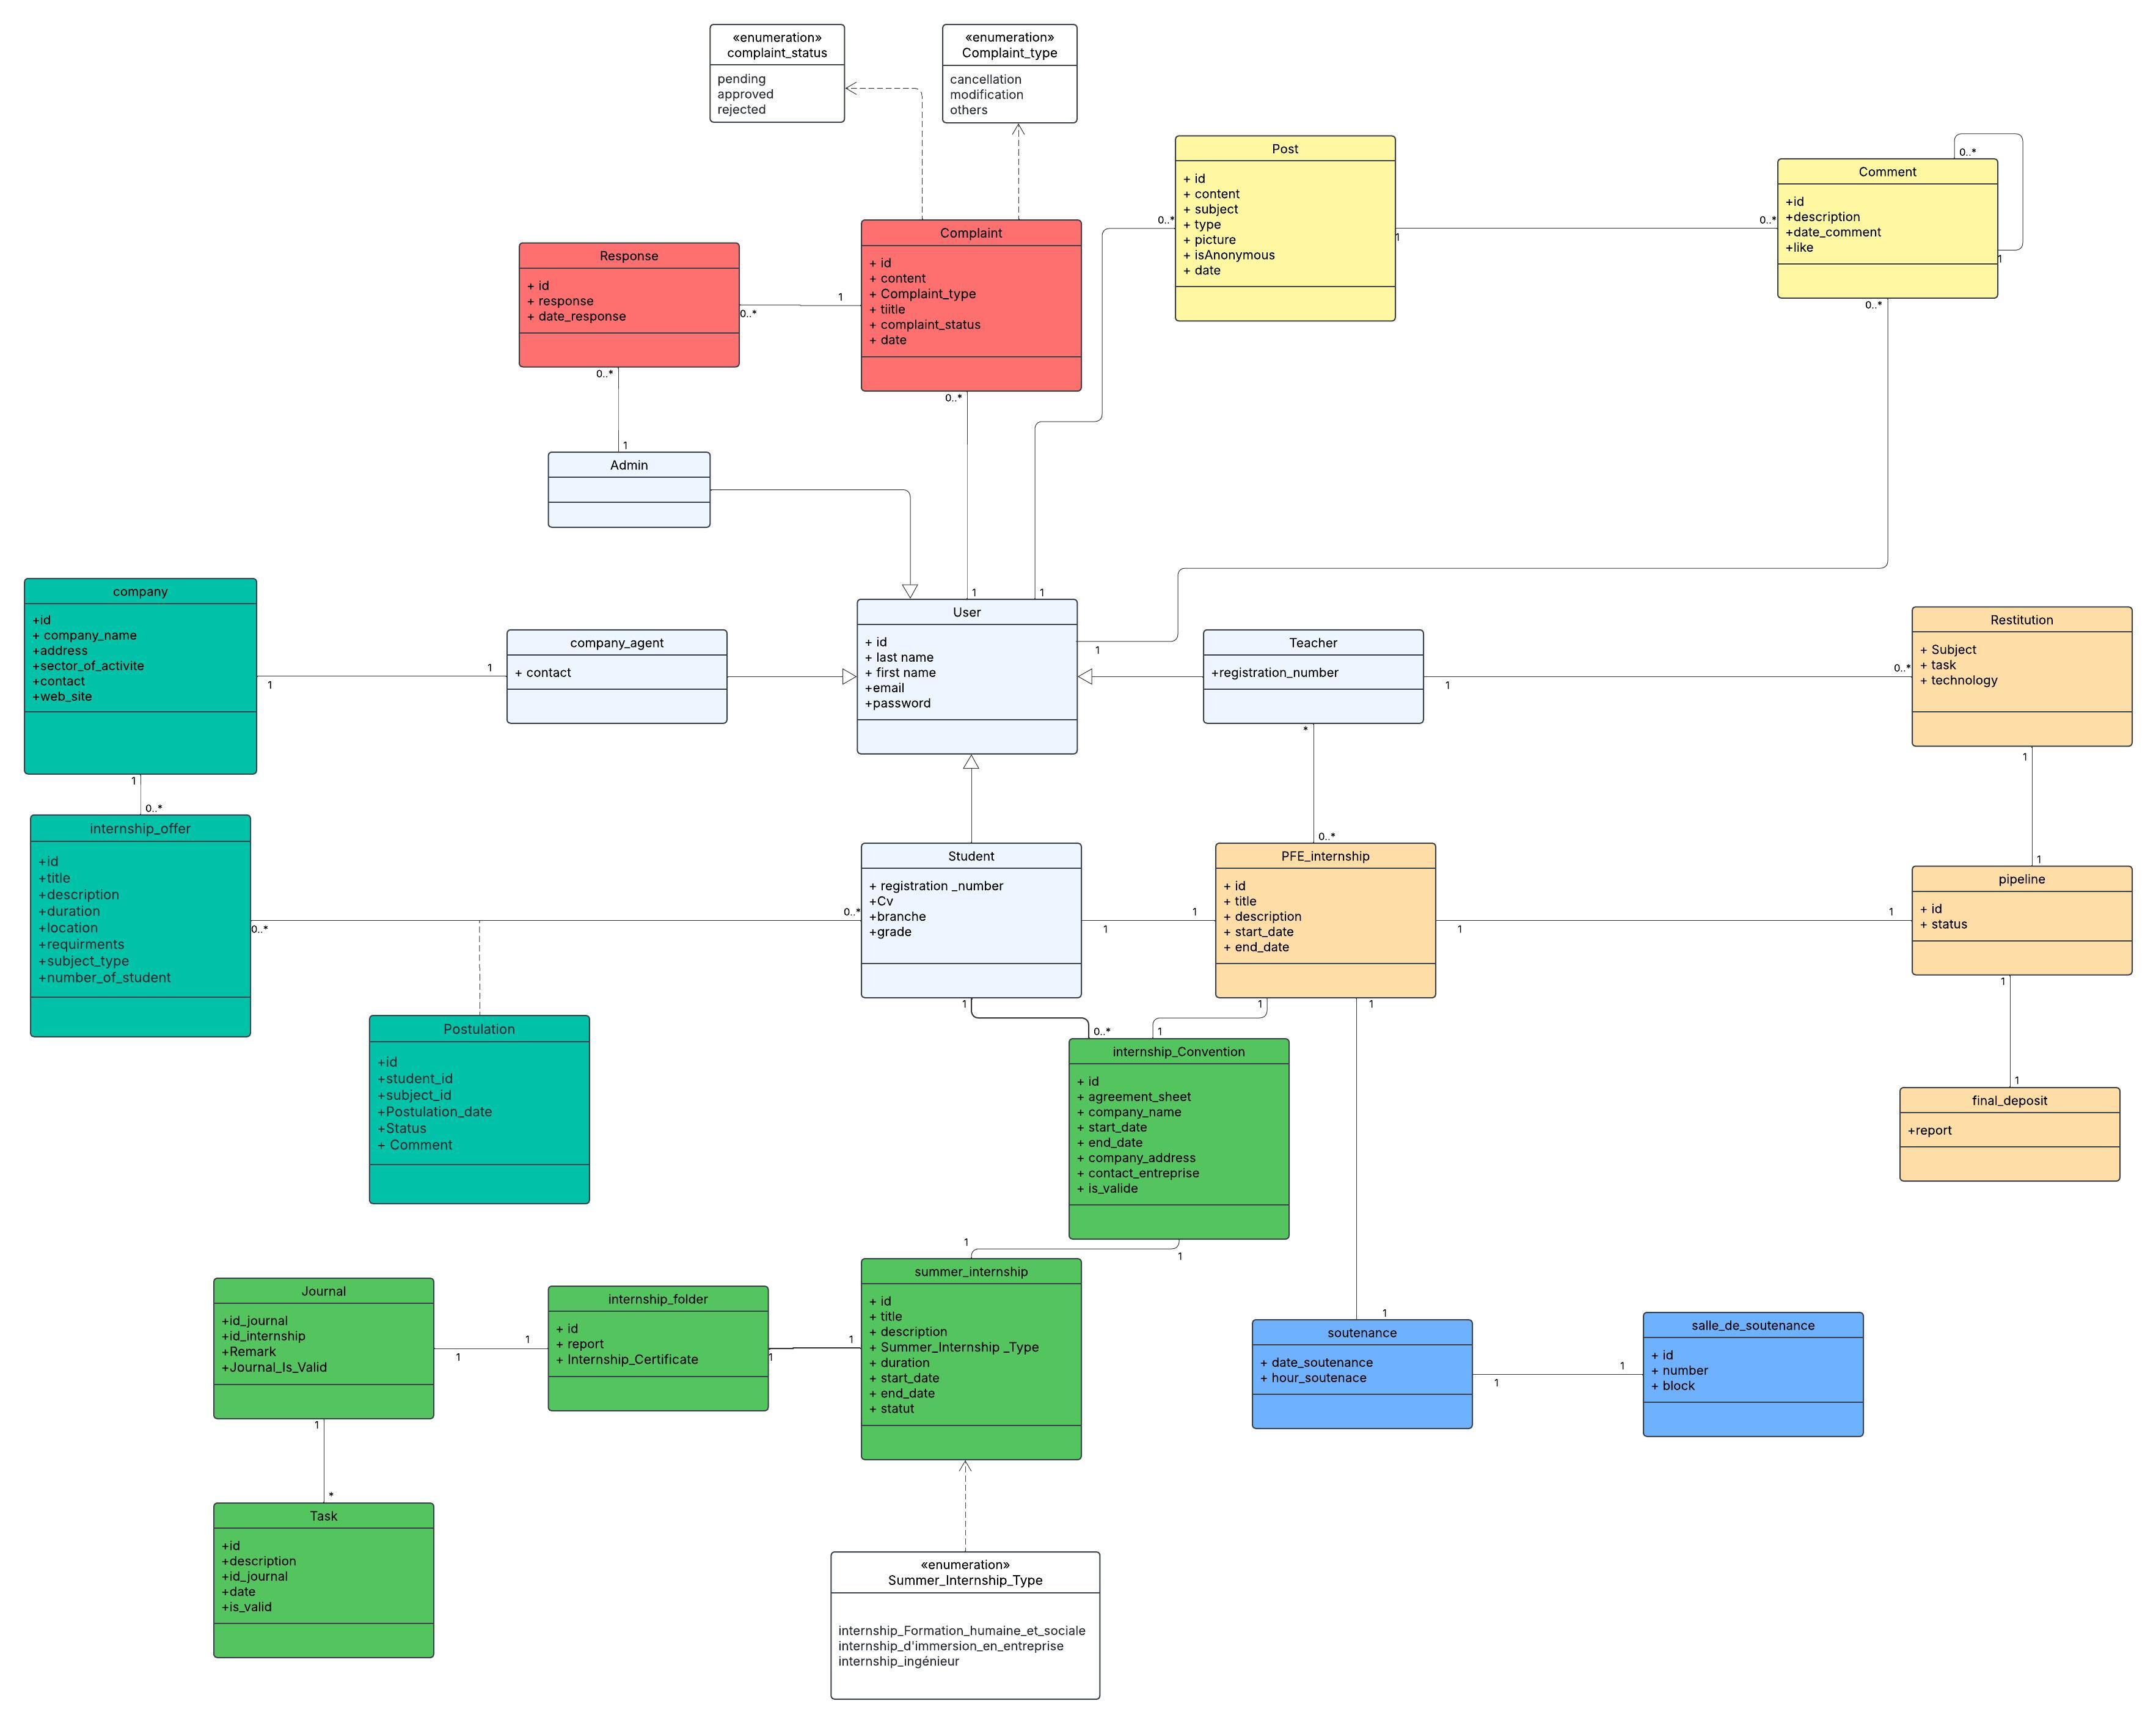 «enumeration»
complaint_status
pending
approved
rejected
«enumeration»
Complaint_type
cancellation
modification
others
Post
+ id
+ content
+ subject
+ type
+ picture
+ isAnonymous
+ date
0..*
1
Comment
+id
+description
+date_comment
+like
0..*
0..*
1
0..*
Response
+ id
+ response
+ date_response
0..*
0..*
1
Complaint
+ id
+ content
+ Complaint_type
+ tiitle
+ complaint_status
+ date
0..*
1
Admin
company
+id
+ company_name
+address
+sector_of_activite
+contact
+web_site
1
1
1
company_agent
+ contact
1
1
User
+ id
+ last name
+ first name
+email
+password
1
Teacher
+registration_number
1
*
0..*
Restitution
+ Subject
+ task
+ technology
0..*
1
1
0..*
internship_offer
+id
+title
+description
+duration
+location
+requirments
+subject_type
+number_of_student
0..*
0..*
Student
+ registration _number
+Cv
+branche
+grade
1
1
1
PFE_internship
+ id
+ title
+ description
+ start_date
+ end_date
1
1
1
1
pipeline
+ id
+ status
1
1
Postulation
+id
+student_id
+subject_id
+Postulation_date
+Status
+ Comment
0..*
1
internship_Convention
+ id
+ agreement_sheet
+ company_name
+ start_date
+ end_date
+ company_address
+ contact_entreprise
+ is_valide
1
1
final_deposit
+report
Journal
+id_journal
+id_internship
+Remark
+Journal_Is_Valid
1
1
1
internship_folder
+ id
+ report
+ Internship_Certificate
1
1
summer_internship
+ id
+ title
+ description
+ Summer_Internship _Type
+ duration
+ start_date
+ end_date
+ statut
1
soutenance
+ date_soutenance
+ hour_soutenace
1
1
salle_de_soutenance
+ id
+ number
+ block
*
Task
+id
+description
+id_journal
+date
+is_valid
«enumeration»
Summer_Internship_Type
internship_Formation_humaine_et_sociale
internship_d'immersion_en_entreprise
internship_ingénieur